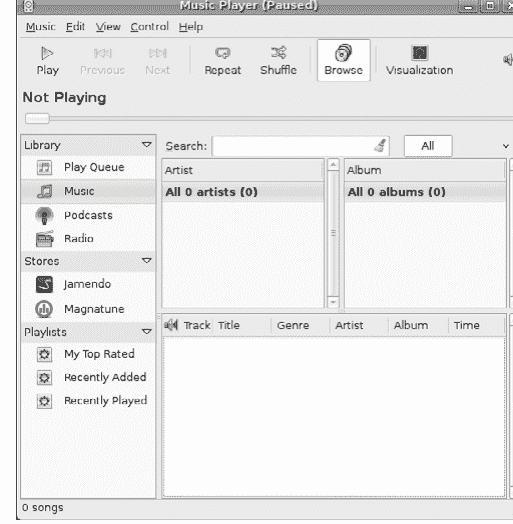 Music Player (Paused)
Music Edit View Control Help
Play Previous Next Repeat Shuffle Browse Visualization
Not Playing
Library
Play Queue
Music
Podcasts
Radio
Stores
Jamendo
Magnatune
Playlists
My Top Rated
Recently Added
Recently Played
Search: All
Artist Album
All 0 artists (0) All 0 albums (0)
Track Title Genre Artist Album Time
0 songs